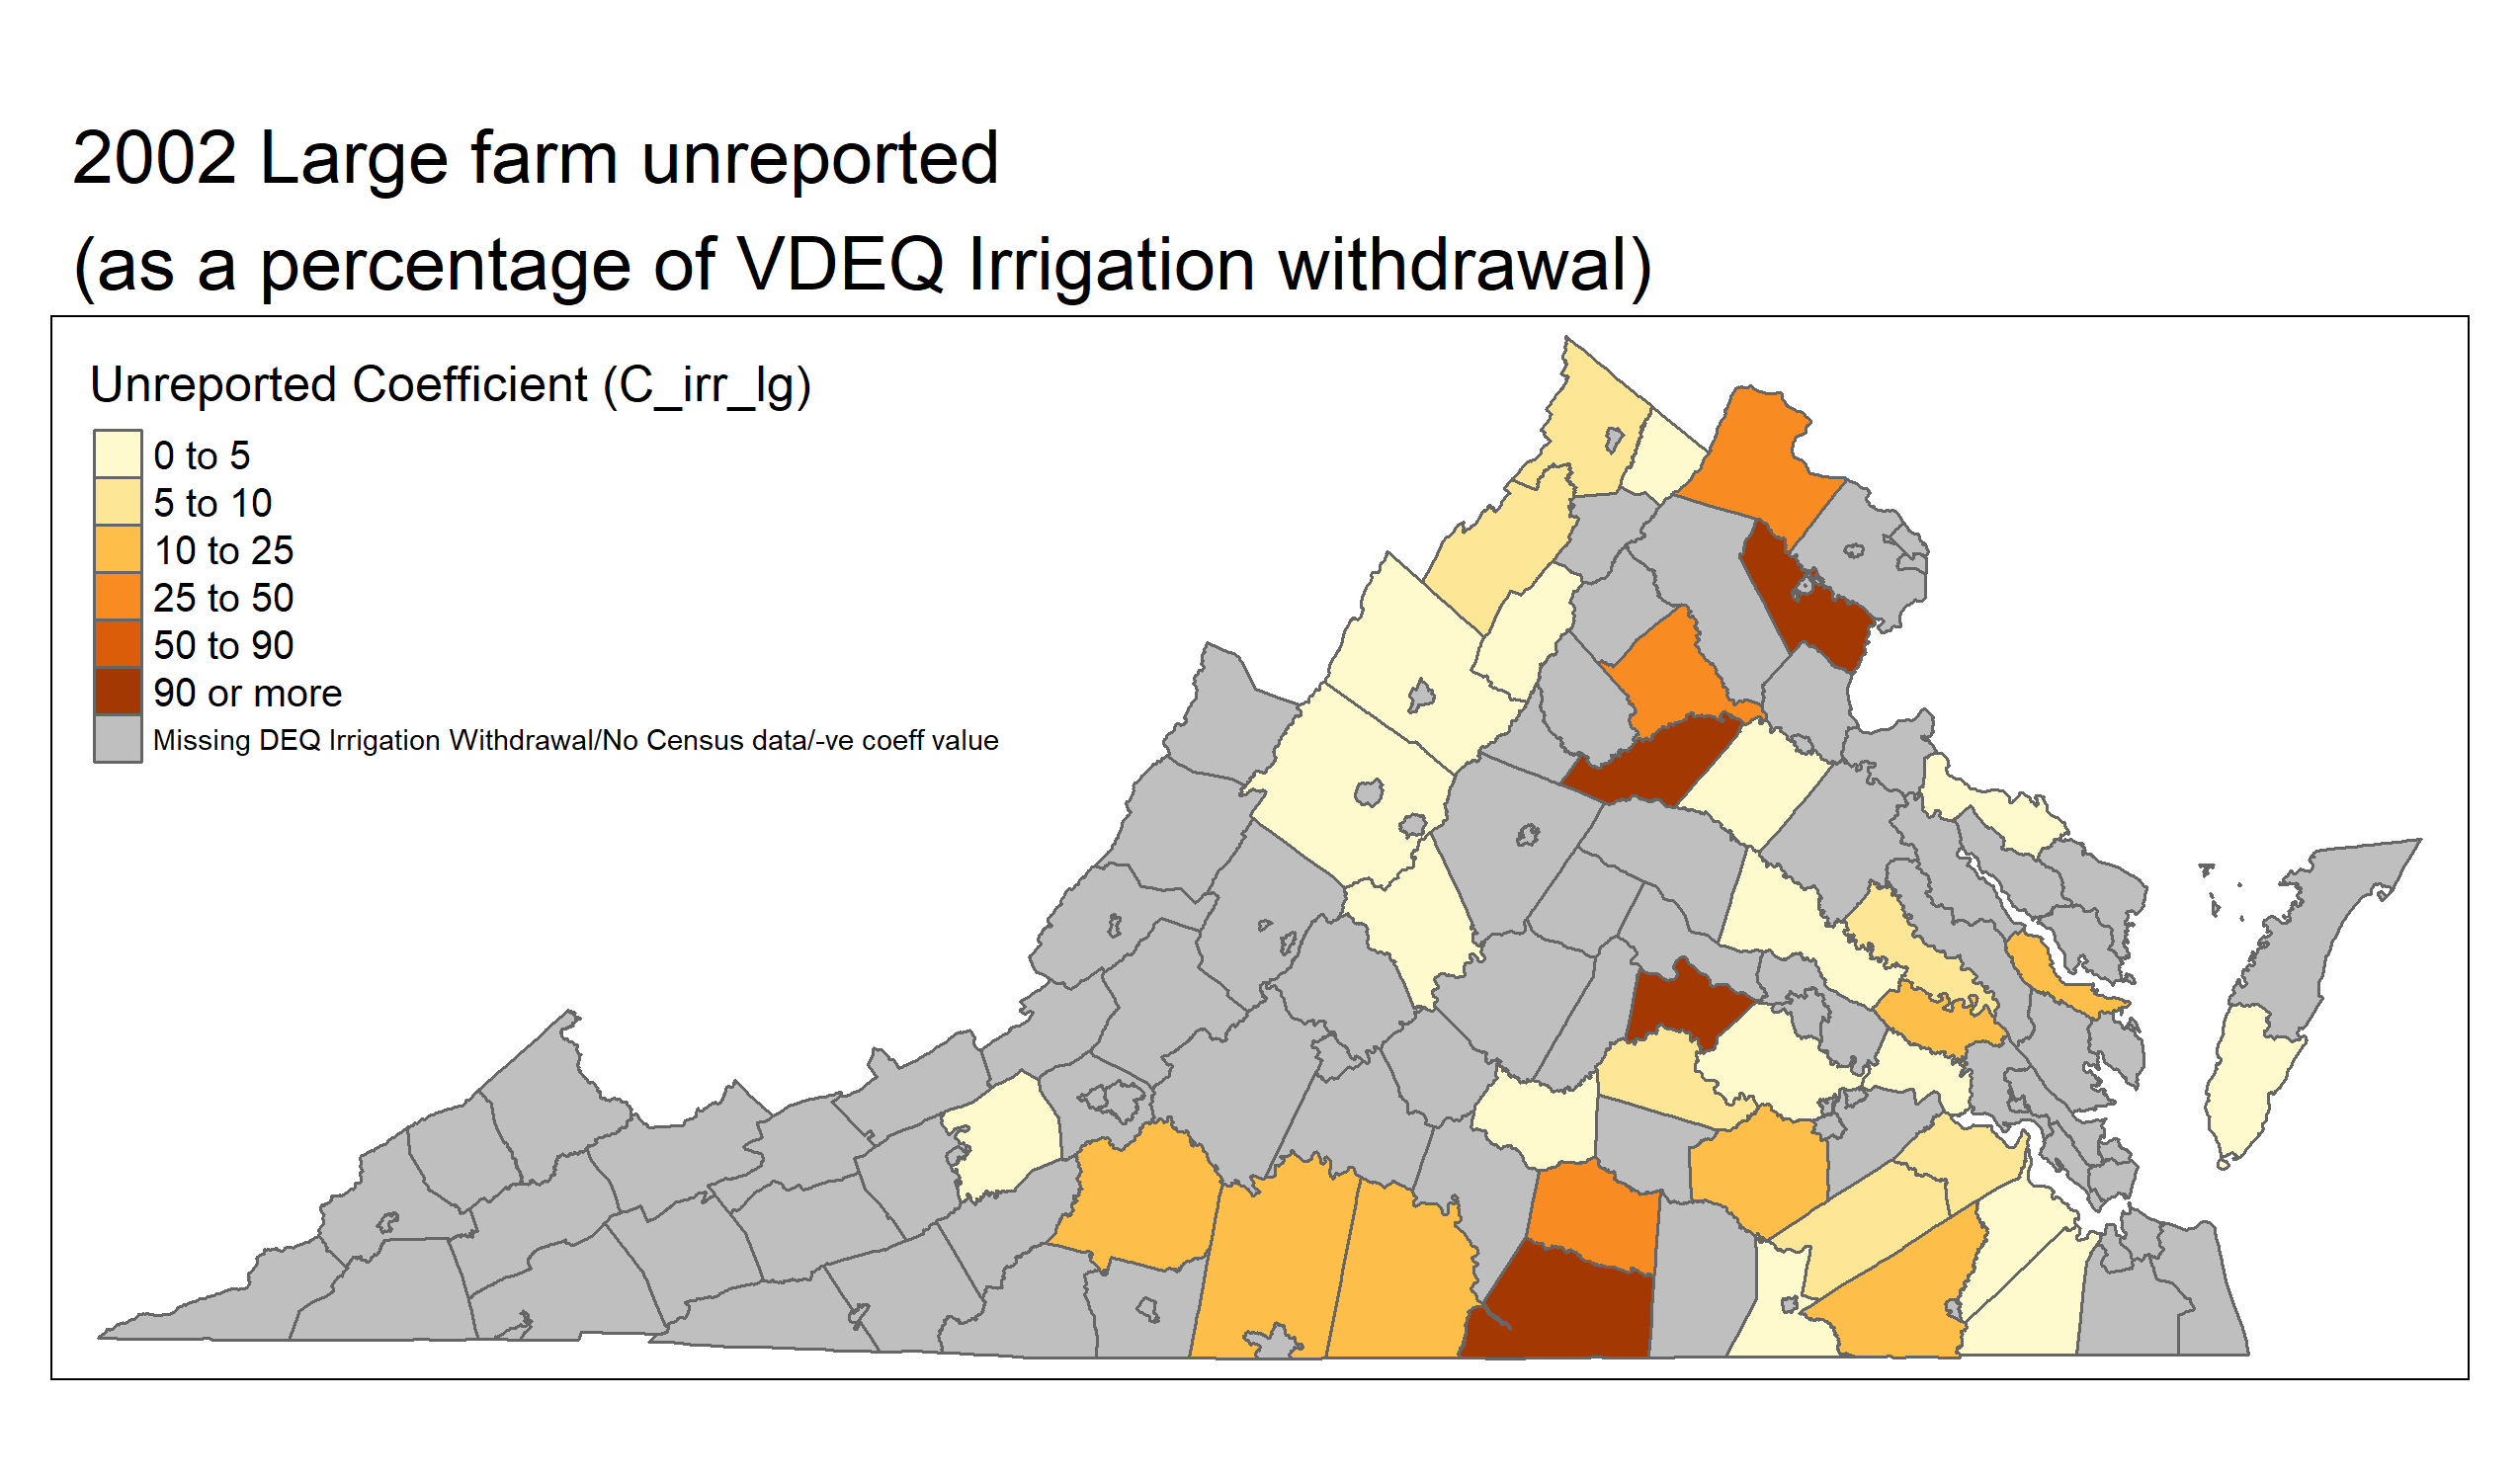 2002 Large farm unreported
(as a percentage of VDEQ Irrigation withdrawal)
Unreported Coefficient (C_irr_lg)
0 to 5
5 to 10
10 to 25
25 to 50
50 to 90
90 or more
Missing DEQ Irrigation Withdrawal/No Census data/-ve coeff value